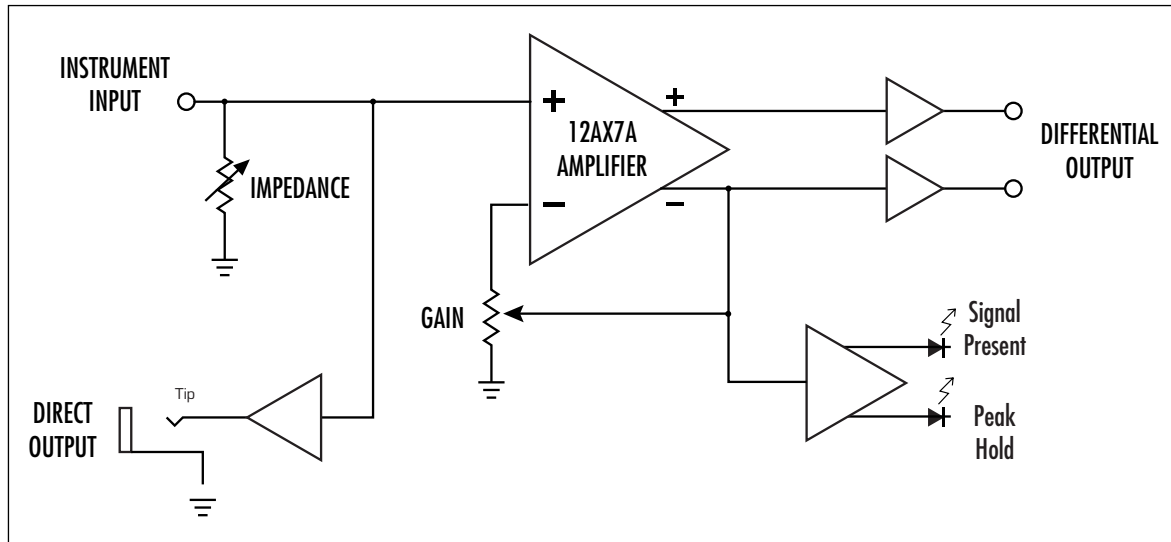 INSTRUMENT
INPUT
IMPEDANCE
+
−
12AX7A
AMPLIFIER
+
−
DIFFERENTIAL
OUTPUT
GAIN
Signal
Present
Peak
Hold
Tip
DIRECT
OUTPUT